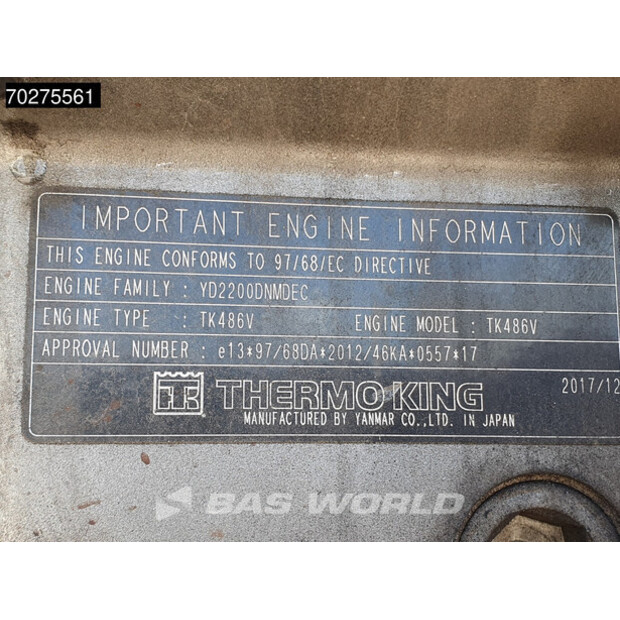 70275561
IMPORTANT ENGINE INFORMATION
THIS ENGINE CONFORMS TO 97/68/EC DIRECTIVE
ENGINE FAMILY : YD2200DNMDEC
ENGINE TYPE : TK486V ENGINE MODEL : TK486V
APPROVAL NUMBER : e13*97/68DA*2012/46KA*0557*17
TK THERMO KING 2017/12
MANUFACTURED BY YANMAR CO.,LTD. IN JAPAN
BAS WORLD